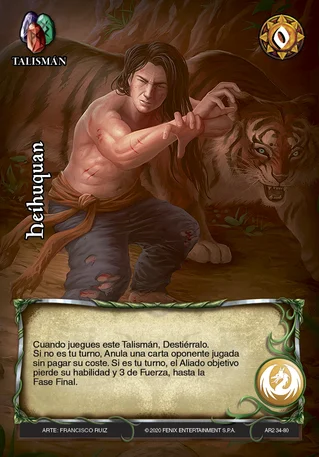 TALISMÁN
0
Heihuquan
Cuando juegues este Talismán, Destiérralo.
Si no es tu turno, Anula una carta oponente jugada
sin pagar su coste. Si es tu turno, el Aliado objetivo
pierde su habilidad y 3 de Fuerza, hasta la
Fase Final.
ARTE: FRANCISCO RUIZ
© 2020 FENIX ENTERTAINMENT S.P.A.
AR2 34-80